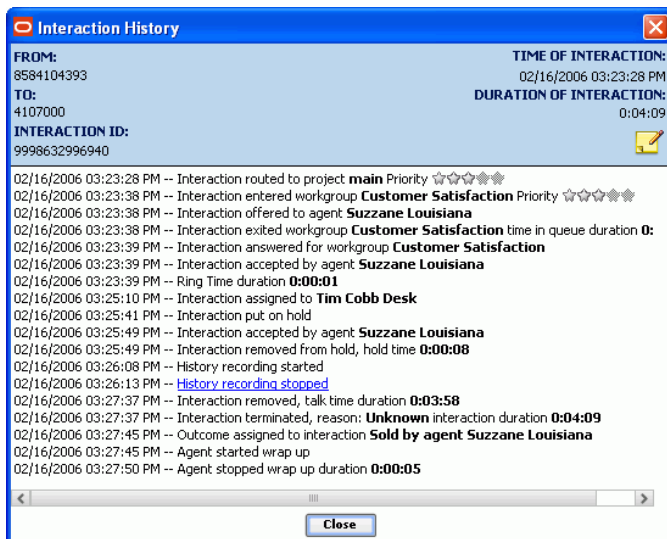 Interaction History
FROM:
TIME OF INTERACTION:
8584104393
02/16/2006 03:23:28 PM
TO:
DURATION OF INTERACTION:
4107000
0:04:09
INTERACTION ID:
9998632996940
02/16/2006 03:23:28 PM -- Interaction routed to project main Priority
02/16/2006 03:23:38 PM -- Interaction entered workgroup Customer Satisfaction Priority
02/16/2006 03:23:38 PM -- Interaction offered to agent Suzzane Louisiana
02/16/2006 03:23:38 PM -- Interaction exited workgroup Customer Satisfaction time in queue duration 0:
02/16/2006 03:23:39 PM -- Interaction answered for workgroup Customer Satisfaction
02/16/2006 03:23:39 PM -- Interaction accepted by agent Suzzane Louisiana
02/16/2006 03:23:39 PM -- Ring Time duration 0:00:01
02/16/2006 03:25:10 PM -- Interaction assigned to Tim Cobb Desk
02/16/2006 03:25:41 PM -- Interaction put on hold
02/16/2006 03:25:49 PM -- Interaction accepted by agent Suzzane Louisiana
02/16/2006 03:25:49 PM -- Interaction removed from hold, hold time 0:00:08
02/16/2006 03:26:08 PM -- History recording started
02/16/2006 03:26:13 PM -- History recording stopped
02/16/2006 03:27:37 PM -- Interaction removed, talk time duration 0:03:58
02/16/2006 03:27:37 PM -- Interaction terminated, reason: Unknown interaction duration 0:04:09
02/16/2006 03:27:45 PM -- Outcome assigned to interaction Sold by agent Suzzane Louisiana
02/16/2006 03:27:45 PM -- Agent started wrap up
02/16/2006 03:27:50 PM -- Agent stopped wrap up duration 0:00:05
Close